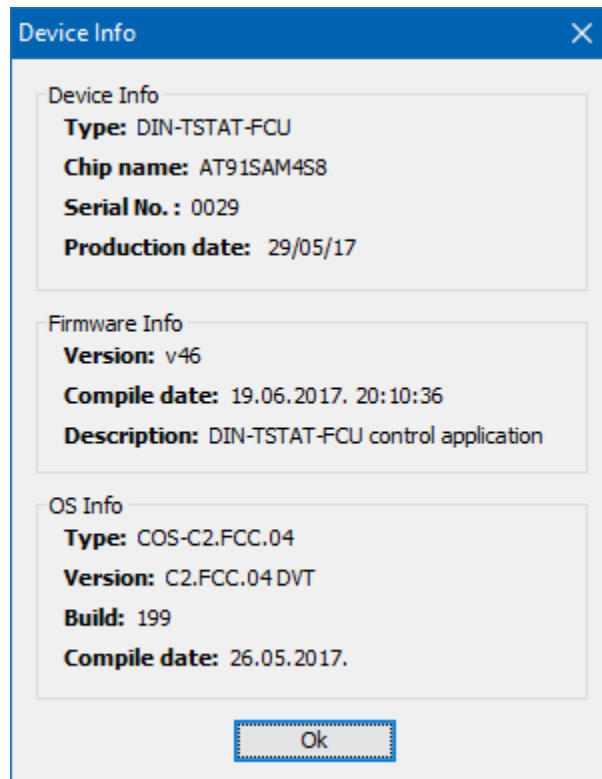 Device Info
Device Info
Type: DIN-TSTAT-FCU
Chip name: AT91SAM4S8
Serial No. : 0029
Production date: 29/05/17
Firmware Info
Version: v46
Compile date: 19.06.2017. 20:10:36
Description: DIN-TSTAT-FCU control application
OS Info
Type: COS-C2.FCC.04
Version: C2.FCC.04 DVT
Build: 199
Compile date: 26.05.2017.
Ok